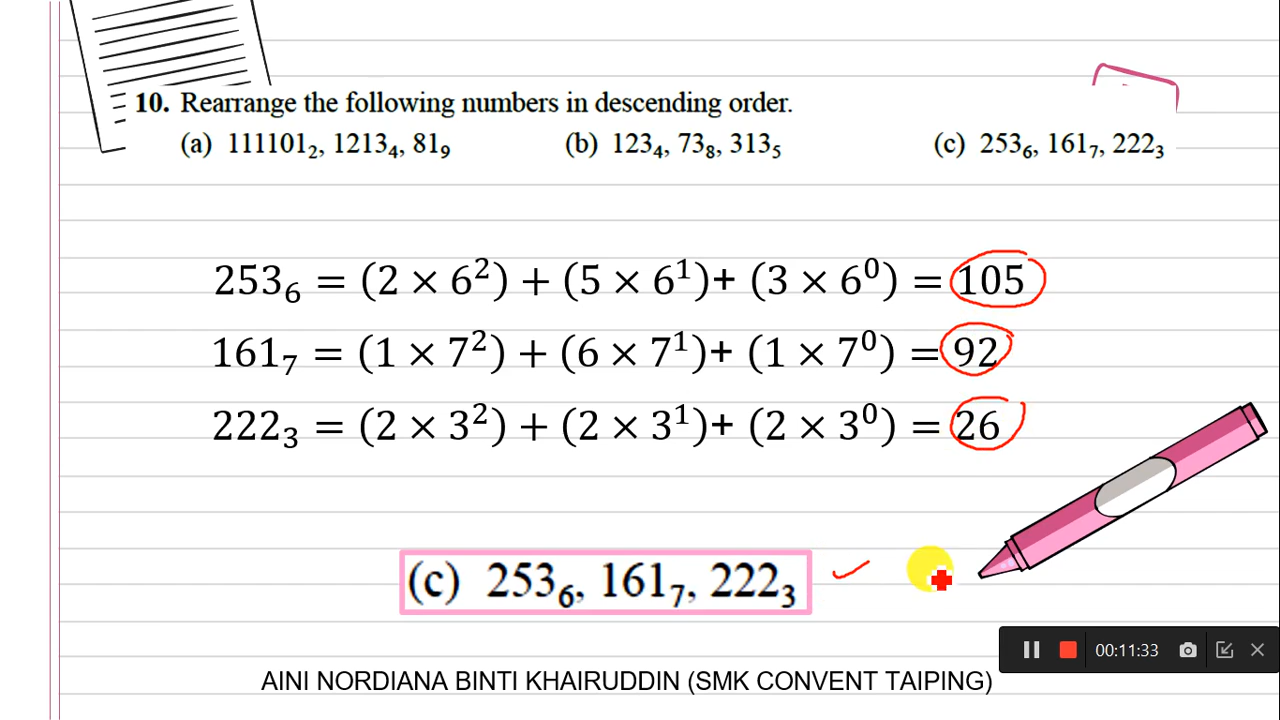 10. Rearrange the following numbers in descending order.
(a) 111101₂, 1213₄, 81₉ (b) 123₄, 73₈, 313₅ (c) 253₆, 161₇, 222₃
253₆ = (2 × 6²) + (5 × 6¹)+ (3 × 6⁰) = 105
161₇ = (1 × 7²) + (6 × 7¹)+ (1 × 7⁰) = 92
222₃ = (2 × 3²) + (2 × 3¹)+ (2 × 3⁰) = 26
(c) 253₆, 161₇, 222₃
00:11:33
AINI NORDIANA BINTI KHAIRUDDIN (SMK CONVENT TAIPING)